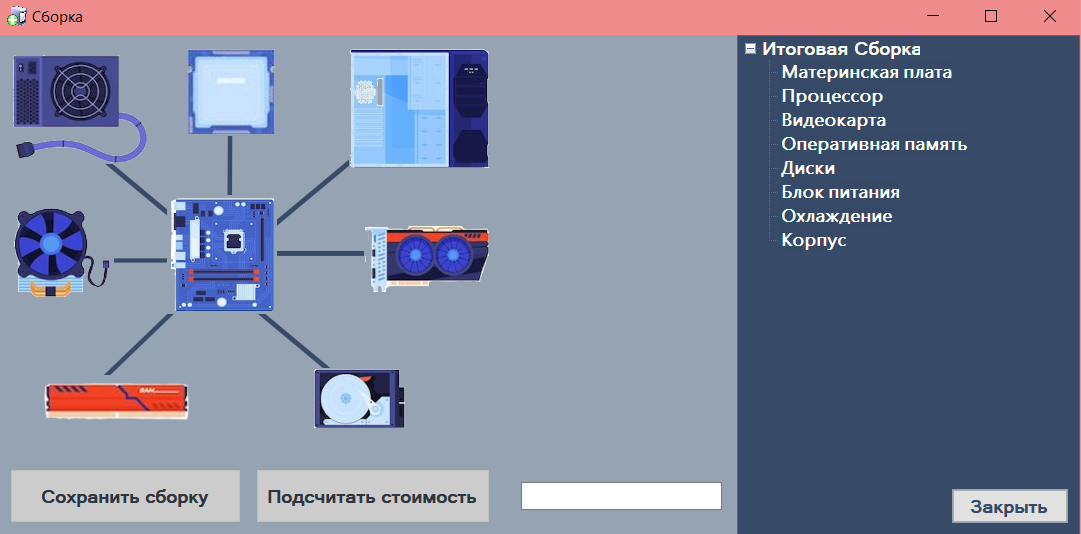 Сборка
Итоговая Сборка
Материнская плата
Процессор
Видеокарта
Оперативная память
Диски
Блок питания
Охлаждение
Корпус
RAM
Сохранить сборку
Подсчитать стоимость
Закрыть